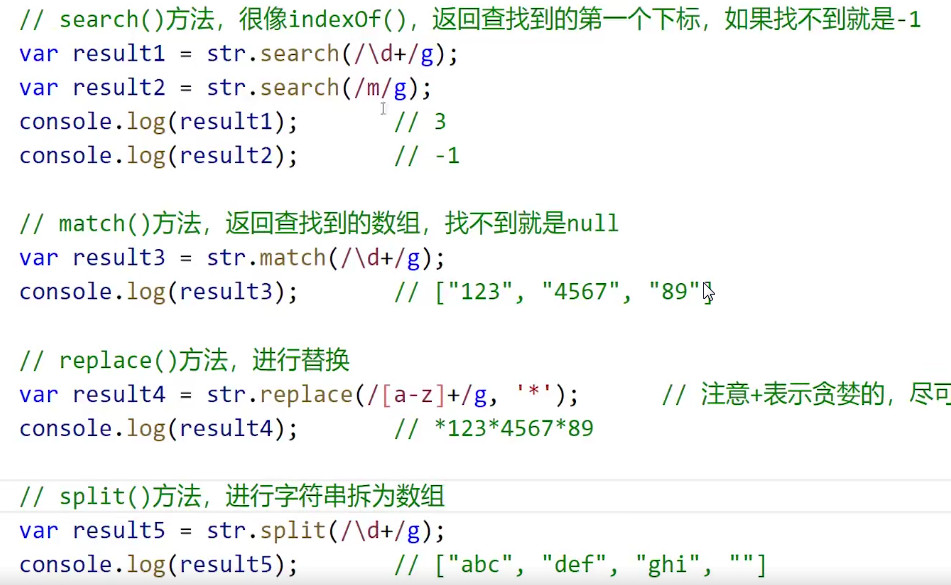 // search()方法，很像indexOf()，返回查找到的第一个下标，如果找不到就是-1
var result1 = str.search(/\d+/g);
var result2 = str.search(/m/g);
console.log(result1);       // 3
console.log(result2);       // -1
// match()方法，返回查找到的数组，找不到就是null
var result3 = str.match(/\d+/g);
console.log(result3);       // ["123", "4567", "89"]
// replace()方法，进行替换
var result4 = str.replace(/[a-z]+/g, '*');      // 注意+表示贪婪的，尽可
console.log(result4);       // *123*4567*89
// split()方法，进行字符串拆为数组
var result5 = str.split(/\d+/g);
console.log(result5);       // ["abc", "def", "ghi", ""]